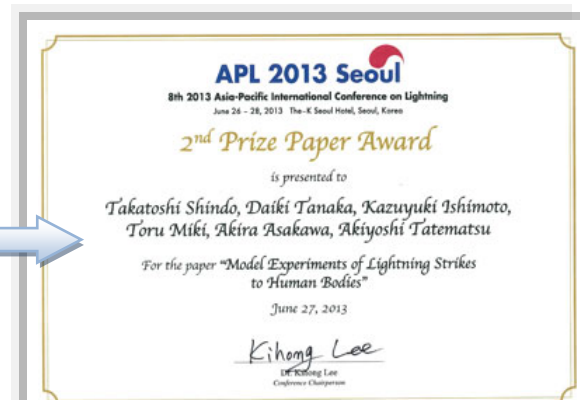 APL 2013 Seoul
8th 2013 Asia-Pacific International Conference on Lightning
June 26 - 28, 2013 The-K Seoul Hotel, Seoul, Korea
2nd Prize Paper Award
is presented to
Takatoshi Shindo, Daiki Tanaka, Kazuyuki Ishimoto,
Toru Miki, Akira Asakawa, Akiyoshi Tatematsu
For the paper "Model Experiments of Lightning Strikes
to Human Bodies"
June 27, 2013
Kihong Lee
Dr. Kihong Lee
Conference Chairperson